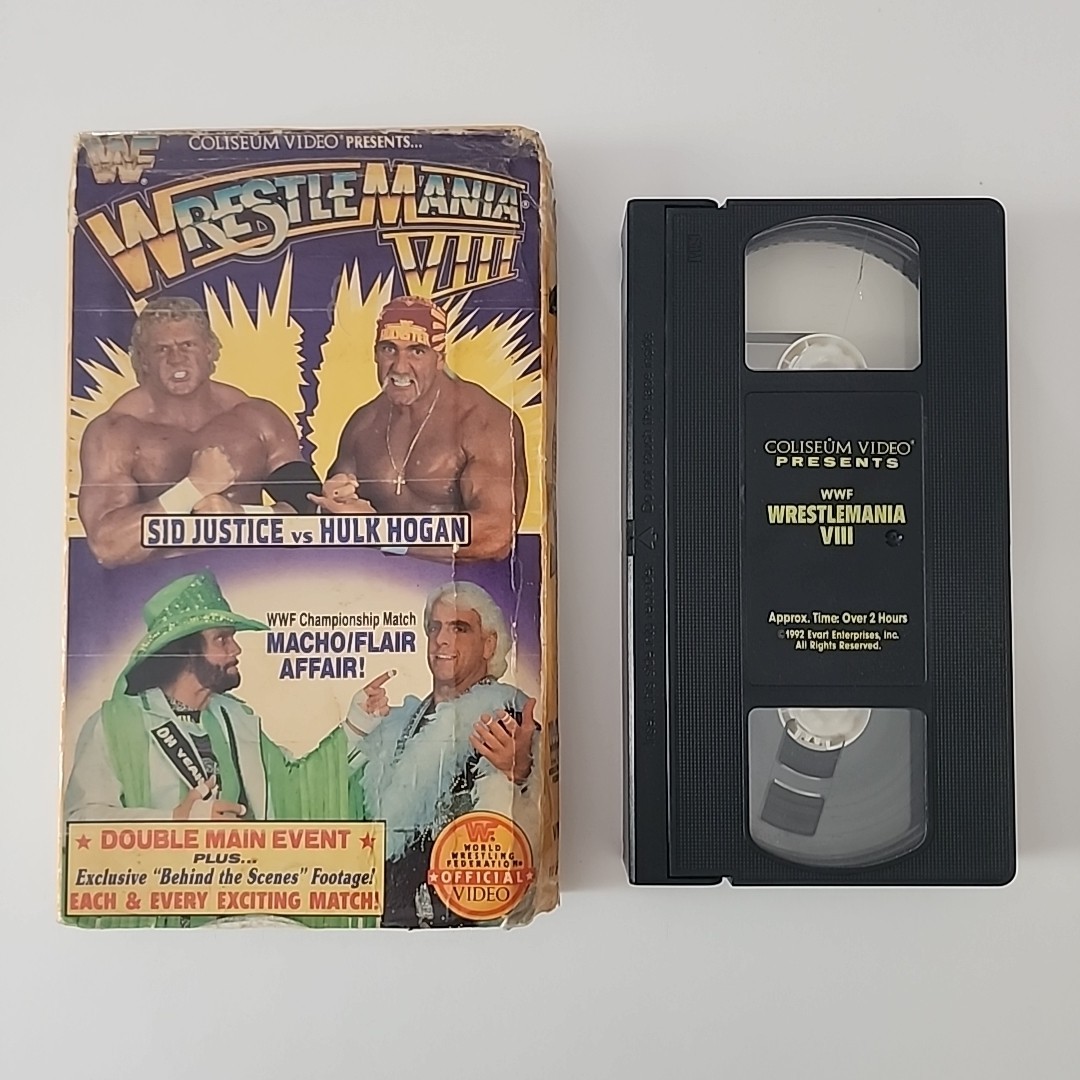 WF
COLISEUM VIDEO® PRESENTS...
WRESTLEMANIA®
VIII
SID JUSTICE vs HULK HOGAN
WWF Championship Match
MACHO/FLAIR
AFFAIR!
OH YEAH
DOUBLE MAIN EVENT
PLUS...
Exclusive "Behind the Scenes" Footage!
EACH & EVERY EXCITING MATCH!
WF
WORLD
WRESTLING
FEDERATION®
OFFICIAL
VIDEO
COLISEUM VIDEO®
PRESENTS
WWF
WRESTLEMANIA
VIII
Approx. Time: Over 2 Hours
©1992 Evart Enterprises, Inc.
All Rights Reserved.